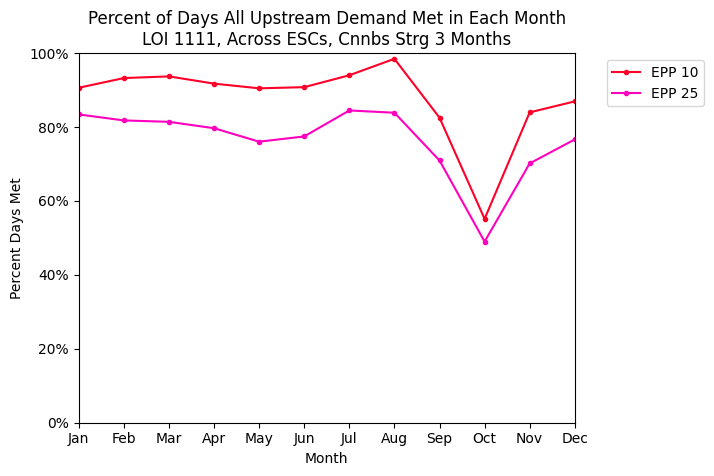 Percent of Days All Upstream Demand Met in Each Month
LOI 1111, Across ESCs, Cnnbs Strg 3 Months
100%
80%
60%
40%
20%
0%
Percent Days Met
Jan Feb Mar Apr May Jun Jul Aug Sep Oct Nov Dec
Month
EPP 10
EPP 25